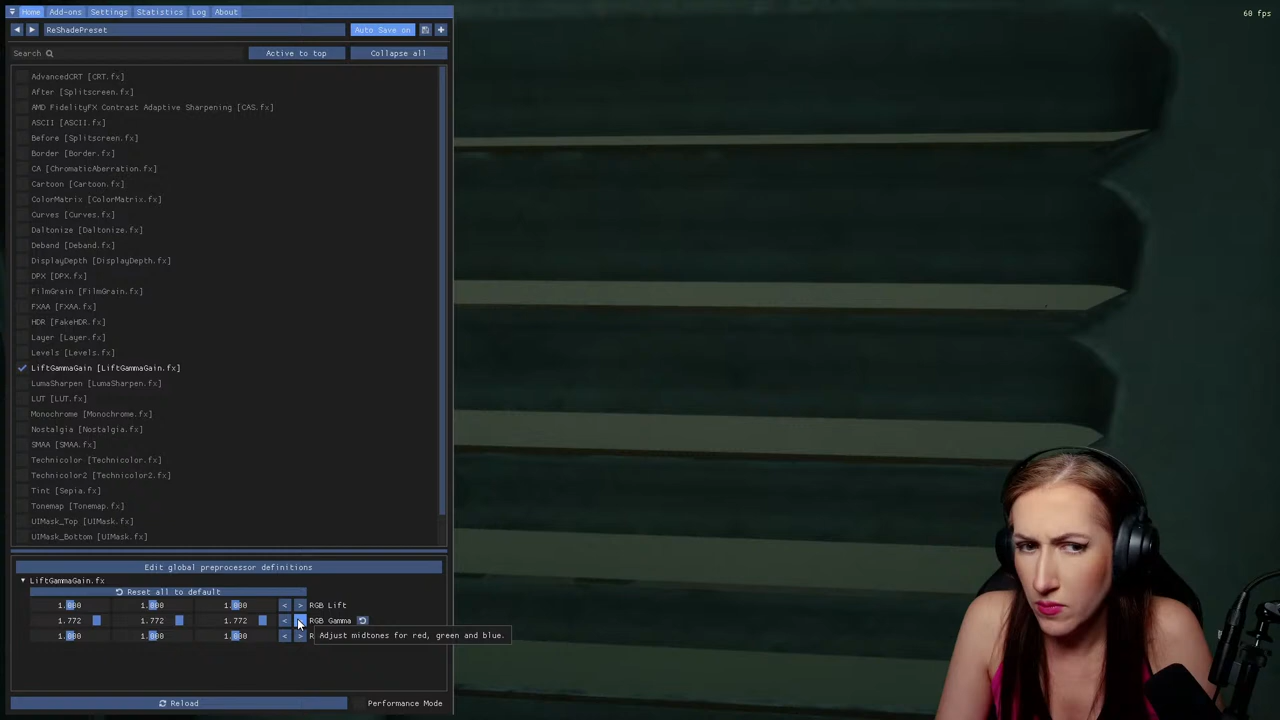 Home Add-ons Settings Statistics Log About
60 fps
ReShadePreset Auto Save on
Search Active to top Collapse all
AdvancedCRT [CRT.fx]
After [Splitscreen.fx]
AMD FidelityFX Contrast Adaptive Sharpening [CAS.fx]
ASCII [ASCII.fx]
Before [Splitscreen.fx]
Border [Border.fx]
CA [ChromaticAberration.fx]
Cartoon [Cartoon.fx]
ColorMatrix [ColorMatrix.fx]
Curves [Curves.fx]
Daltonize [Daltonize.fx]
Deband [Deband.fx]
DisplayDepth [DisplayDepth.fx]
DPX [DPX.fx]
FilmGrain [FilmGrain.fx]
FXAA [FXAA.fx]
HDR [FakeHDR.fx]
Layer [Layer.fx]
Levels [Levels.fx]
LiftGammaGain [LiftGammaGain.fx]
LumaSharpen [LumaSharpen.fx]
LUT [LUT.fx]
Monochrome [Monochrome.fx]
Nostalgia [Nostalgia.fx]
SMAA [SMAA.fx]
Technicolor [Technicolor.fx]
Technicolor2 [Technicolor2.fx]
Tint [Sepia.fx]
Tonemap [Tonemap.fx]
UIMask_Top [UIMask.fx]
UIMask_Bottom [UIMask.fx]
Edit global preprocessor definitions
LiftGammaGain.fx
Reset all to default
1.000 1.000 1.000 < > RGB Lift
1.772 1.772 1.772 < RGB Gamma
1.000 1.000 1.000 < > Adjust midtones for red, green and blue.
Reload Performance Mode